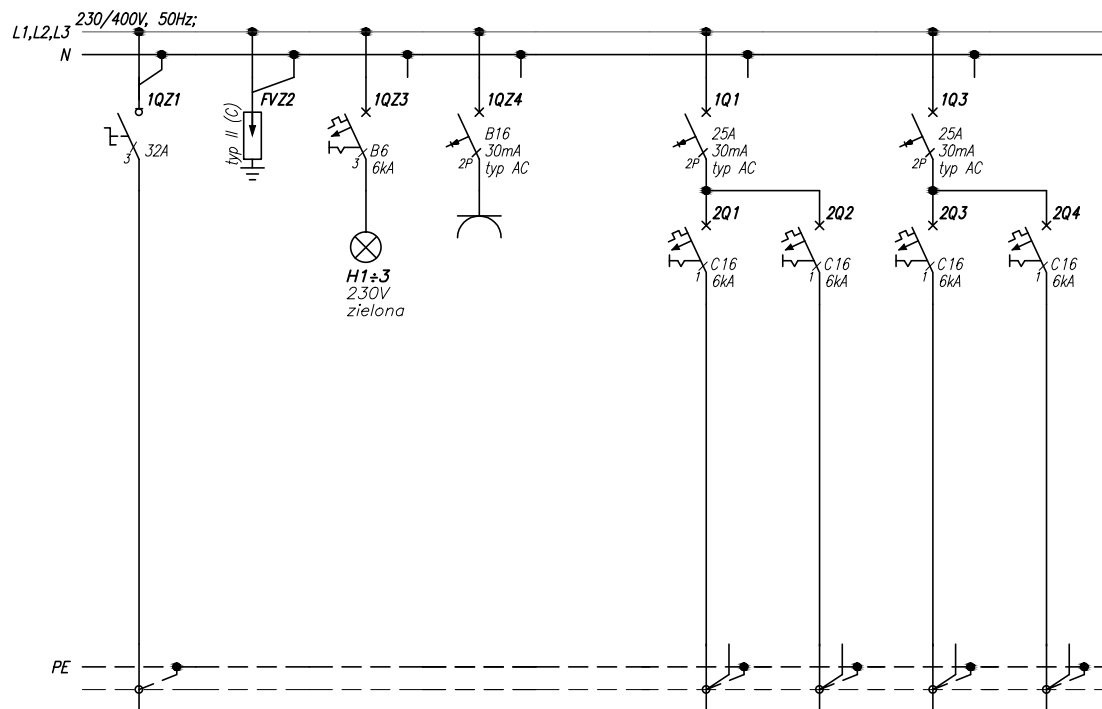 230/400V, 50Hz;
L1,L2,L3
N
1QZ1
3
32A
FVZ2
typ II (C)
1QZ3
B6
3
6kA
H1÷3
230V
zielona
1QZ4
B16
30mA
2P
typ AC
1Q1
25A
30mA
2P
typ AC
1Q3
25A
30mA
2P
typ AC
2Q1
C16
1
6kA
2Q2
C16
1
6kA
2Q3
C16
1
6kA
2Q4
C16
1
6kA
PE